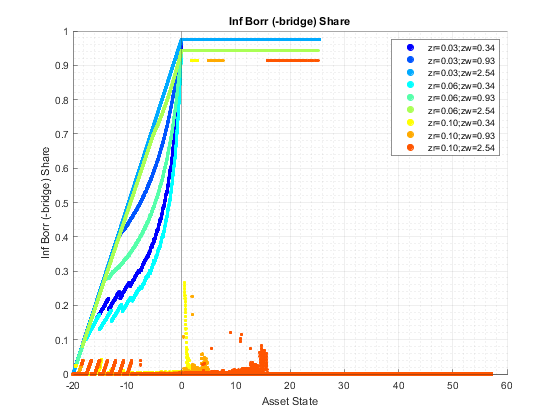 Inf Borr (-bridge) Share
1
0.9
0.8
0.7
0.6
0.5
0.4
0.3
0.2
0.1
0
Inf Borr (-bridge) Share
zr=0.03;zw=0.34
zr=0.03;zw=0.93
zr=0.03;zw=2.54
zr=0.06;zw=0.34
zr=0.06;zw=0.93
zr=0.06;zw=2.54
zr=0.10;zw=0.34
zr=0.10;zw=0.93
zr=0.10;zw=2.54
-20 -10 0 10 20 30 40 50 60
Asset State